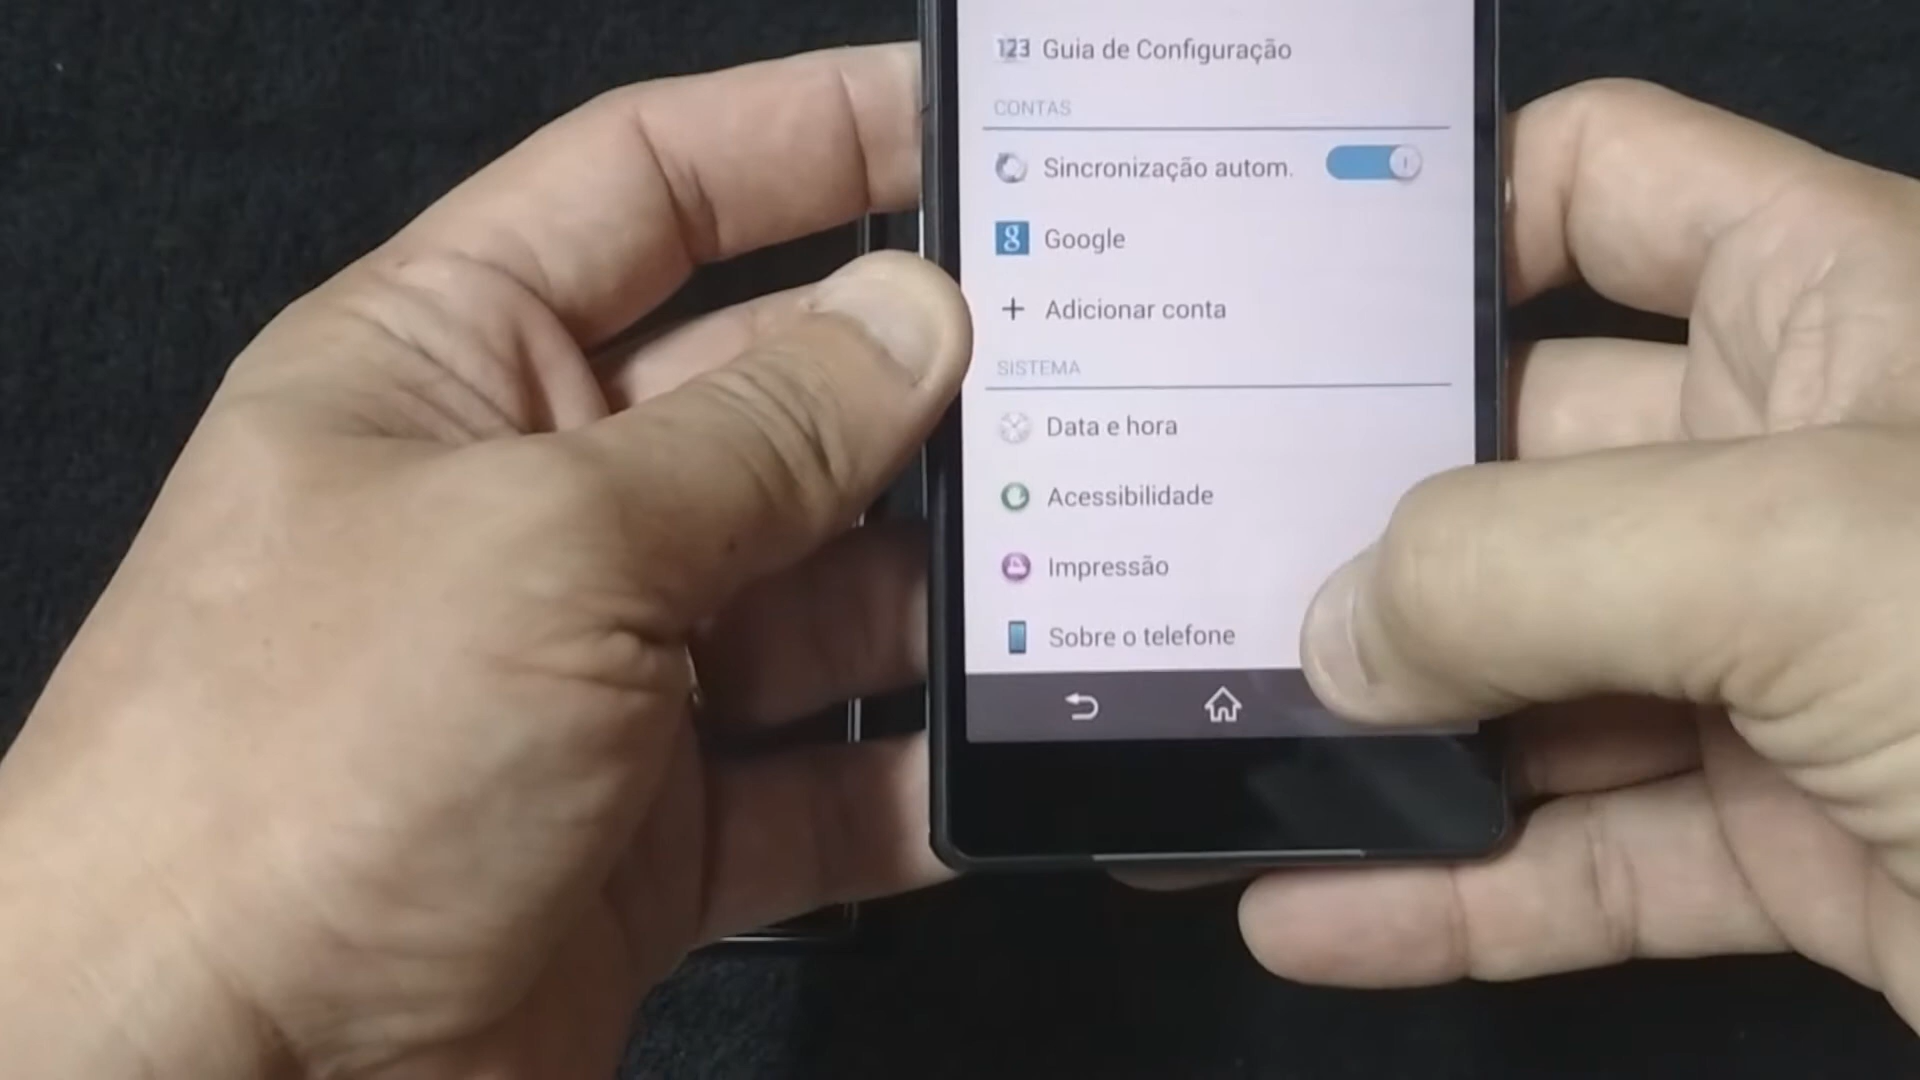 123 Guia de Configuração
CONTAS
Sincronização autom.
g Google
+ Adicionar conta
SISTEMA
Data e hora
Acessibilidade
Impressão
Sobre o telefone